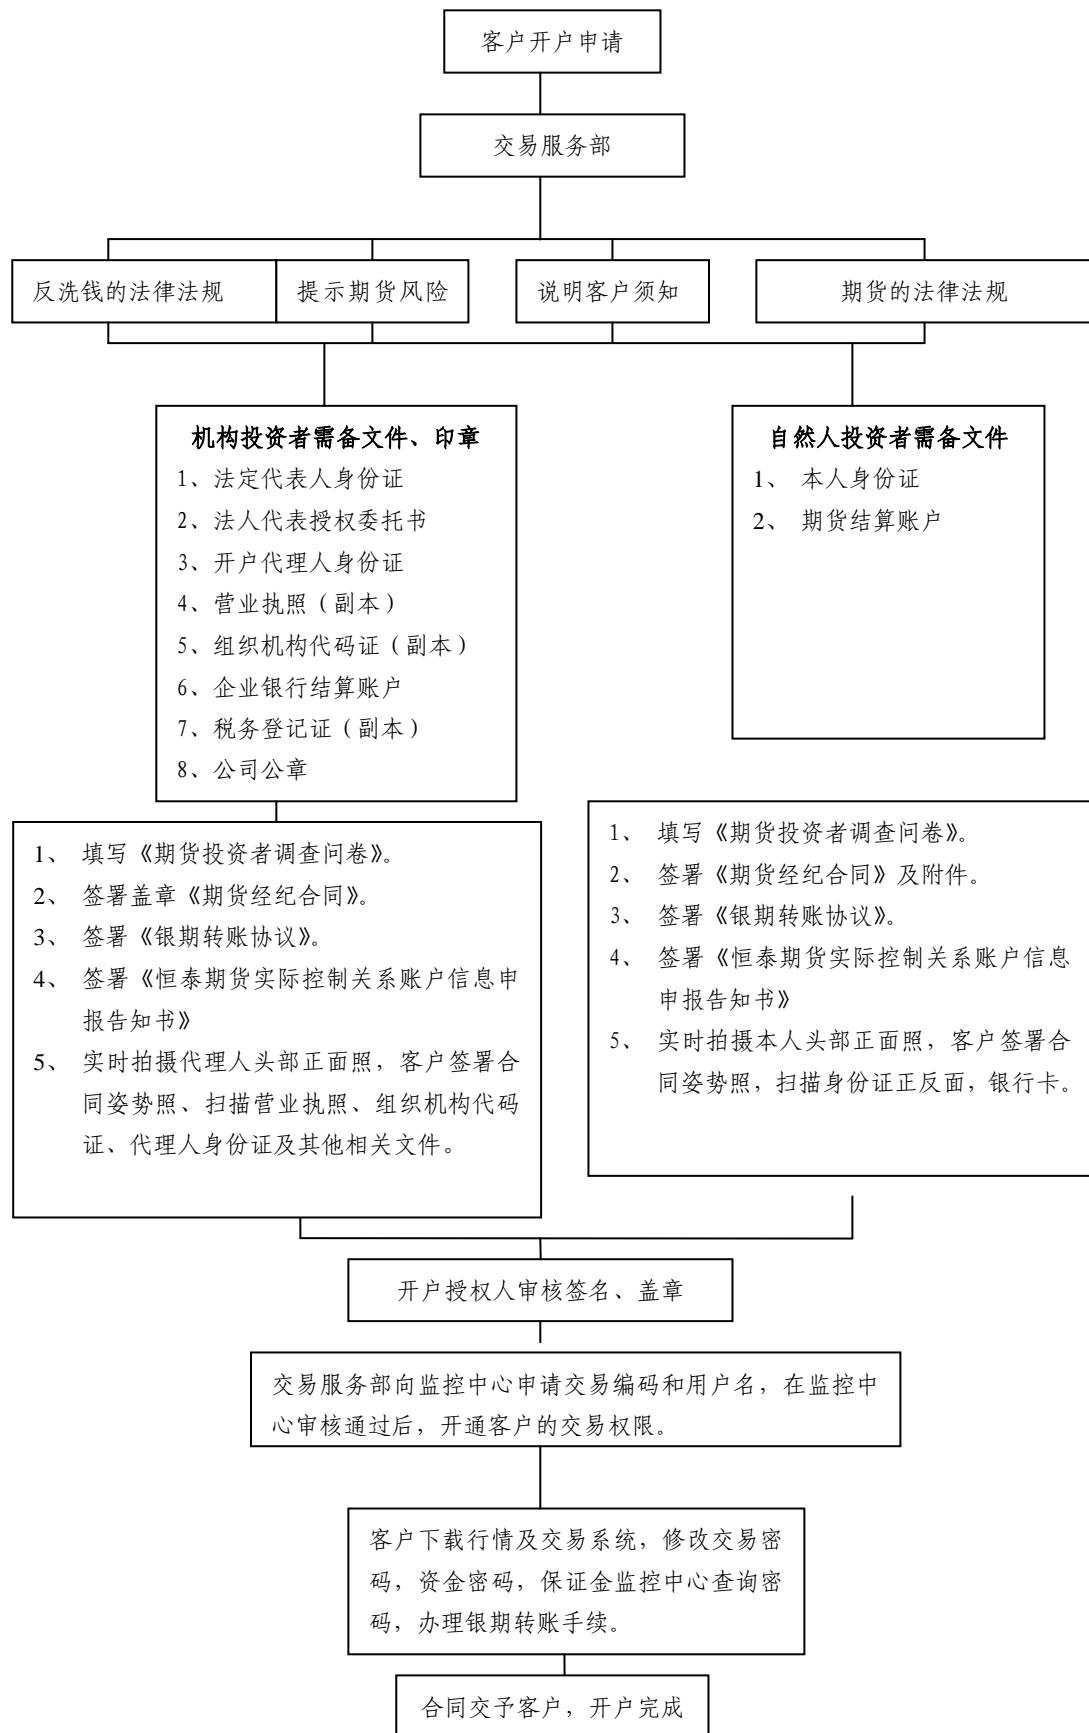 客户开户申请
交易服务部
反洗钱的法律法规
提示期货风险
说明客户须知
期货的法律法规
机构投资者需备文件、印章
1、法定代表人身份证
2、法人代表授权委托书
3、开户代理人身份证
4、营业执照（副本）
5、组织机构代码证（副本）
6、企业银行结算账户
7、税务登记证（副本）
8、公司公章
自然人投资者需备文件
1、 本人身份证
2、 期货结算账户
1、 填写《期货投资者调查问卷》。
2、 签署盖章《期货经纪合同》。
3、 签署《银期转账协议》。
4、 签署《恒泰期货实际控制关系账户信息申
报告知书》
5、 实时拍摄代理人头部正面照，客户签署合
同姿势照、扫描营业执照、组织机构代码
证、代理人身份证及其他相关文件。
1、 填写《期货投资者调查问卷》。
2、 签署《期货经纪合同》及附件。
3、 签署《银期转账协议》。
4、 签署《恒泰期货实际控制关系账户信息
申报告知书》
5、 实时拍摄本人头部正面照，客户签署合
同姿势照，扫描身份证正反面，银行卡。
开户授权人审核签名、盖章
交易服务部向监控中心申请交易编码和用户名，在监控中
心审核通过后，开通客户的交易权限。
客户下载行情及交易系统，修改交易密
码，资金密码，保证金监控中心查询密
码，办理银期转账手续。
合同交予客户，开户完成